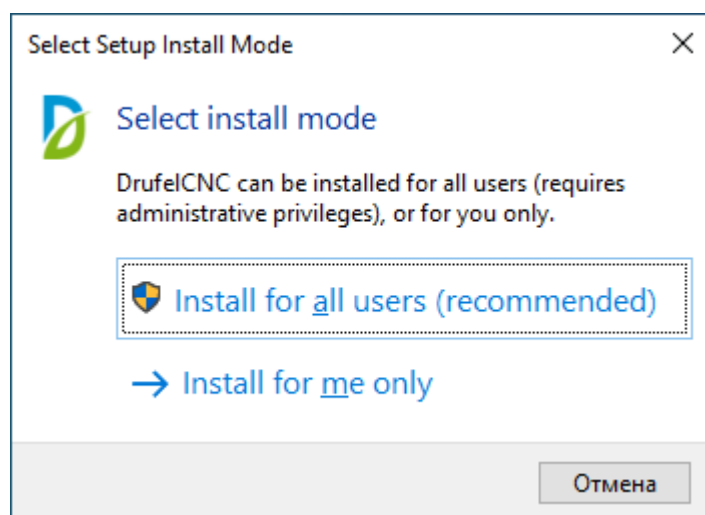 Select Setup Install Mode
Select install mode
DrufelCNC can be installed for all users (requires
administrative privileges), or for you only.
Install for all users (recommended)
Install for me only
Отмена